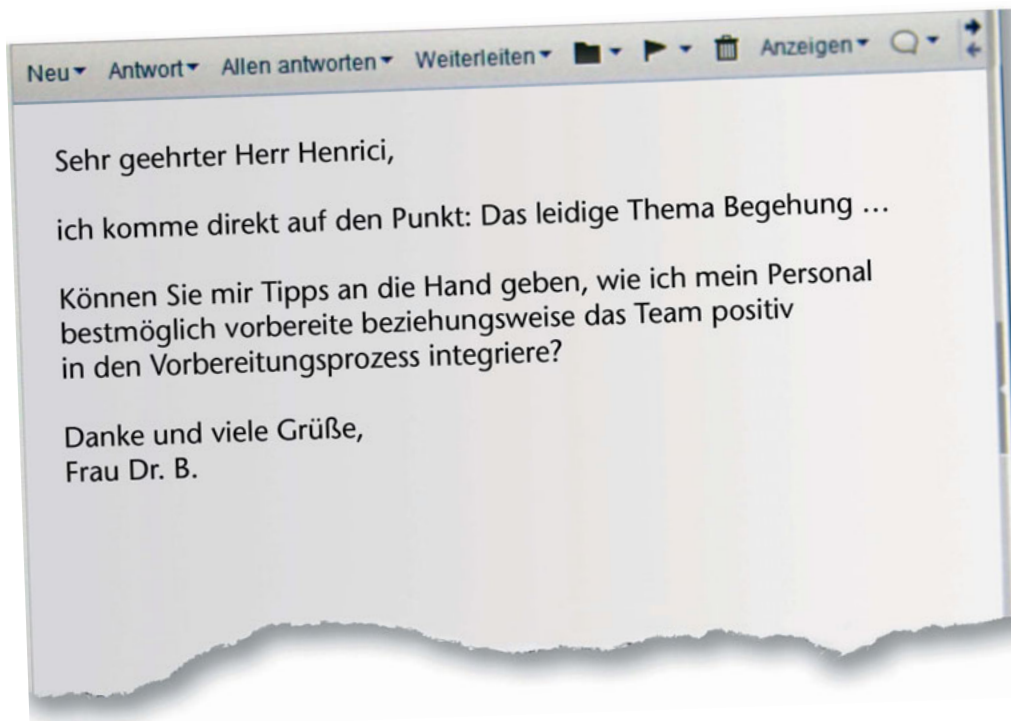 Neu Antwort Allen antworten Weiterleiten Anzeigen
Sehr geehrter Herr Henrici,
ich komme direkt auf den Punkt: Das leidige Thema Begehung …
Können Sie mir Tipps an die Hand geben, wie ich mein Personal
bestmöglich vorbereite beziehungsweise das Team positiv
in den Vorbereitungsprozess integriere?
Danke und viele Grüße,
Frau Dr. B.